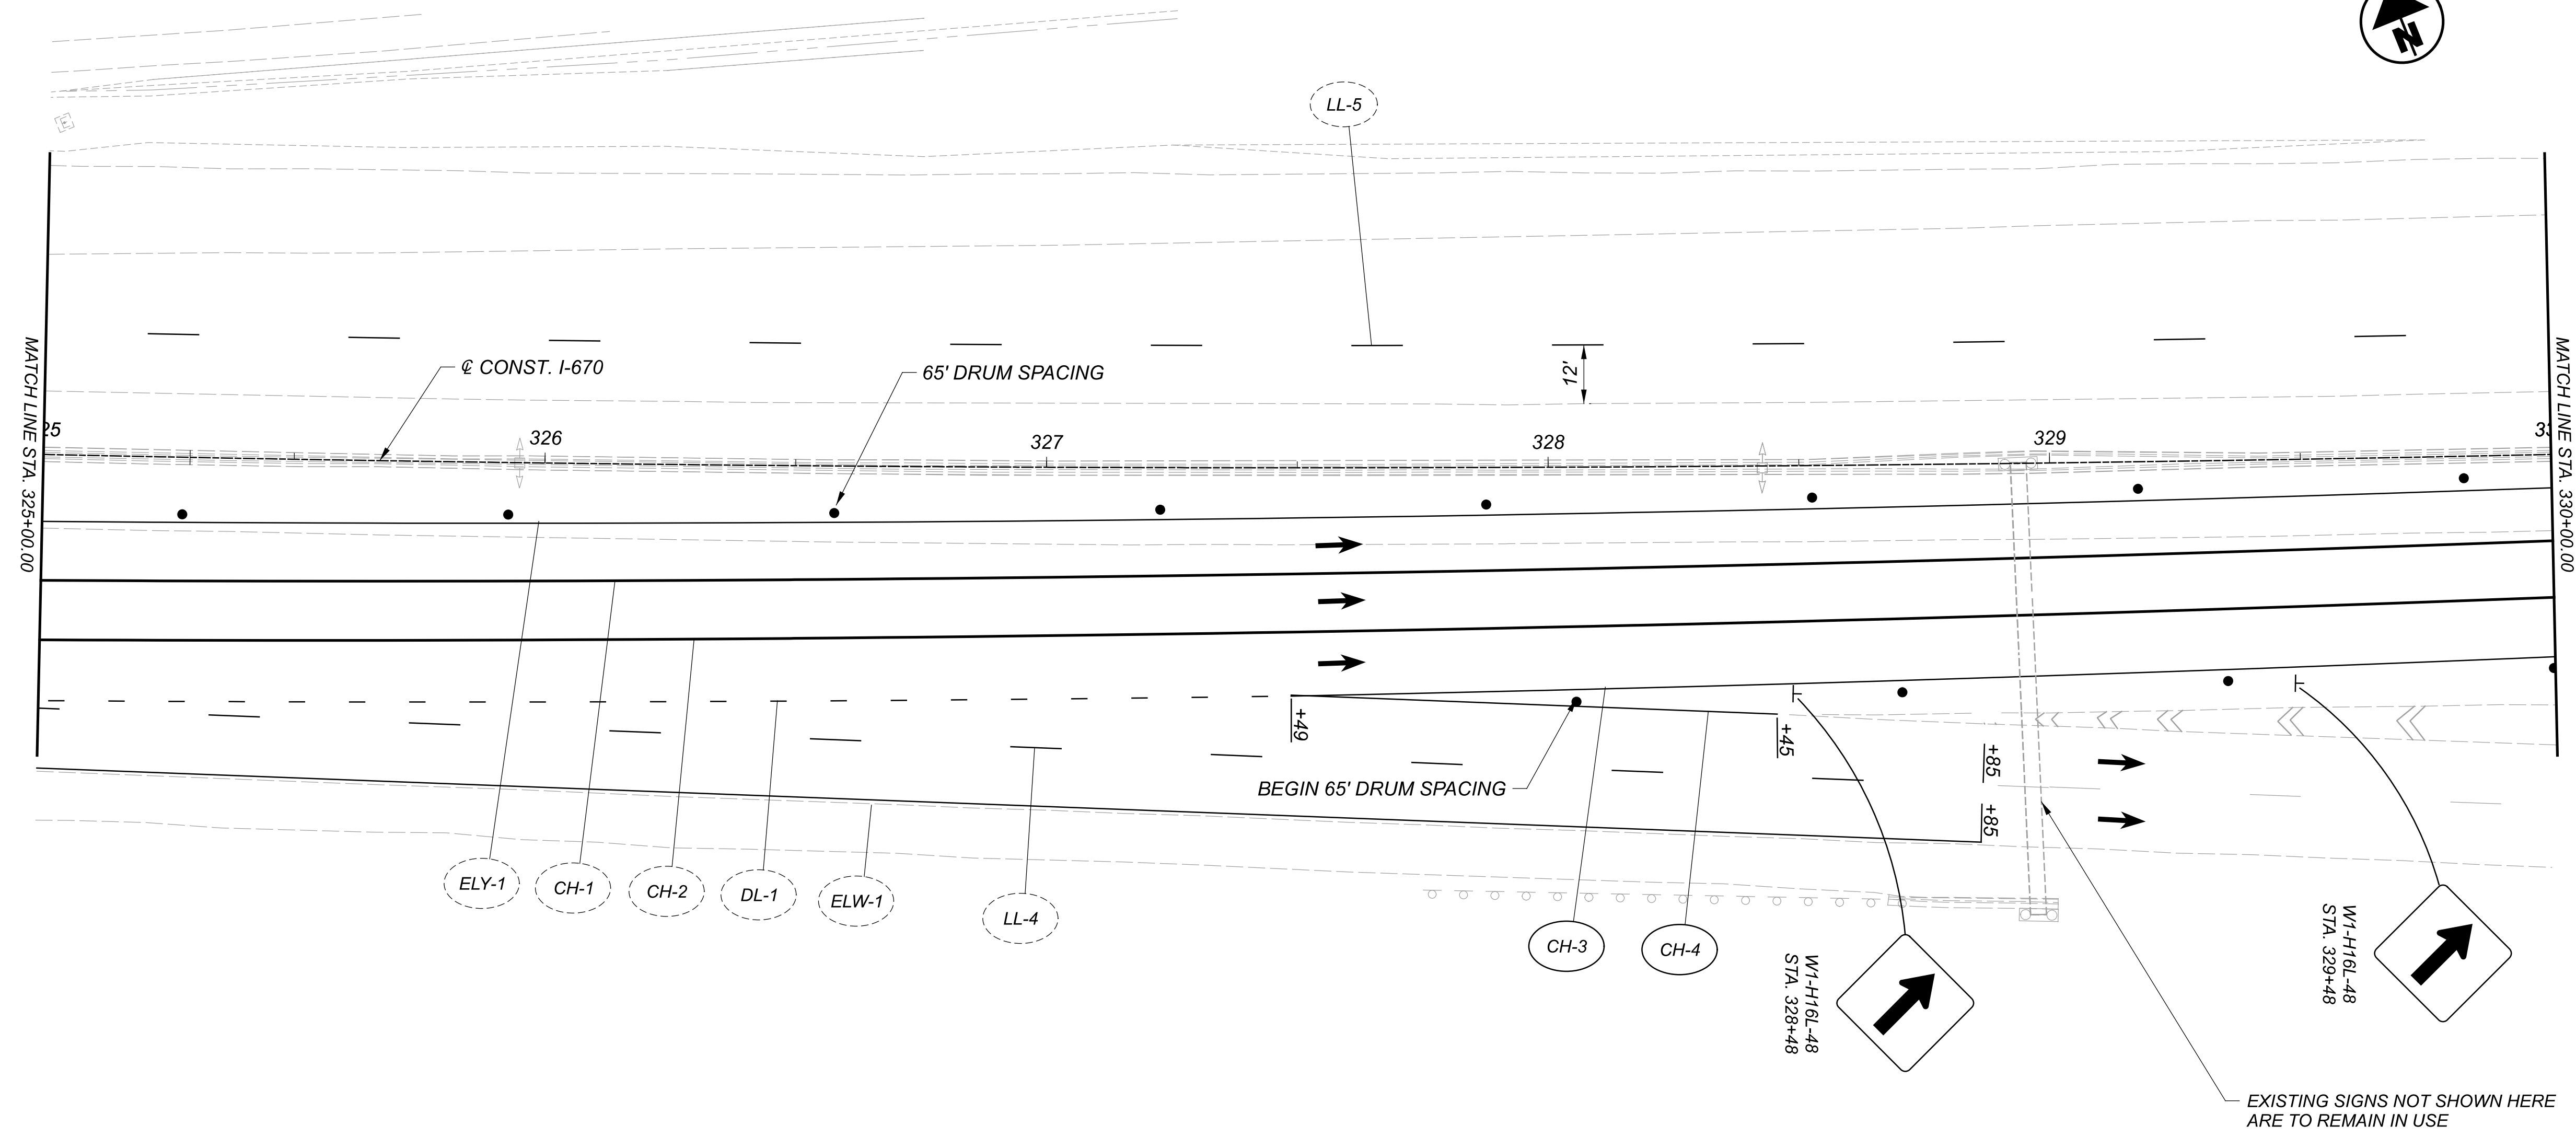 N
LL-5
MATCH LINE STA. 325+00.00
℄ CONST. I-670
65' DRUM SPACING
12'
MATCH LINE STA. 330+00.00
25
326
327
328
329
33
+49
+45
+85
+85
BEGIN 65' DRUM SPACING
ELY-1
CH-1
CH-2
DL-1
ELW-1
LL-4
CH-3
CH-4
W1-H16L-48
STA. 328+48
W1-H16L-48
STA. 329+48
EXISTING SIGNS NOT SHOWN HERE
ARE TO REMAIN IN USE